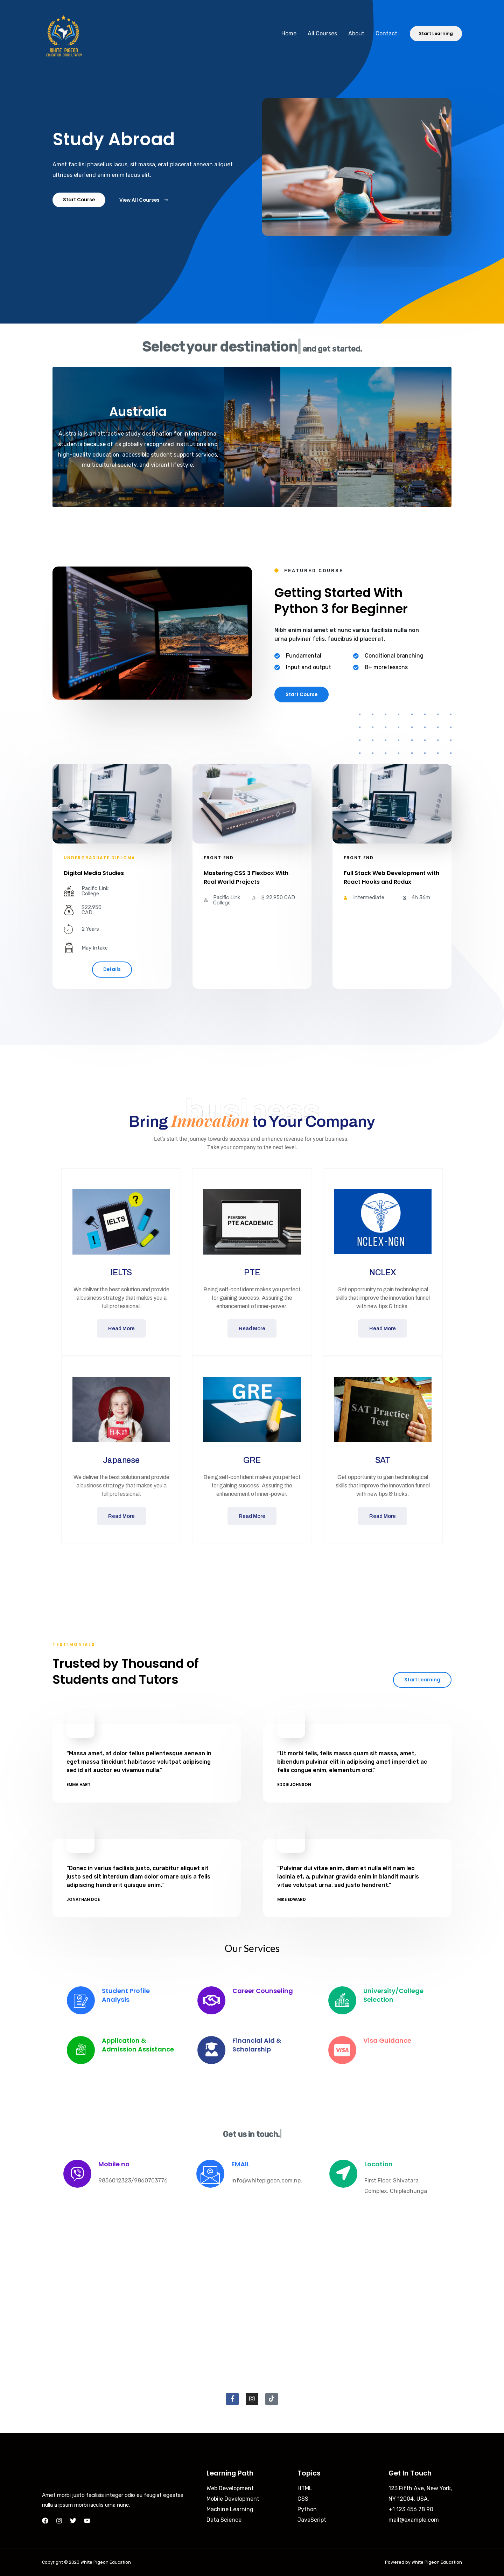 WHITE PIGEON
EDUCATION CONSULTANCY
Home
All Courses
About
Contact
Start Learning
Study Abroad
Amet facilisi phasellus lacus, sit massa, erat placerat aenean aliquet
ultrices eleifend enim enim lacus elit.
Start Course
View All Courses
Select your destination and get started.
Australia
Australia is an attractive study destination for international
students because of its globally recognized institutions and
high-quality education, accessible student support services,
multicultural society, and vibrant lifestyle.
FEATURED COURSE
Getting Started With
Python 3 for Beginner
Nibh enim nisi amet et nunc varius facilisis nulla non
urna pulvinar felis, faucibus id placerat.
Fundamental
Conditional branching
Input and output
8+ more lessons
Start Course
UNDERGRADUATE DIPLOMA
Digital Media Studies
Pacific Link
College
$22,950
CAD
2 Years
May Intake
Details
FRONT END
Mastering CSS 3 Flexbox With
Real World Projects
Pacific Link
College
$ 22,950 CAD
FRONT END
Full Stack Web Development with
React Hooks and Redux
Intermediate
4h 36m
business
Bring Innovation to Your Company
Let's start the journey towards success and enhance revenue for your business.
Take your company to the next level.
IELTS
IELTS
We deliver the best solution and provide
a business strategy that makes you a
full professional.
Read More
PEARSON
PTE ACADEMIC
PTE
Being self-confident makes you perfect
for gaining success. Assuring the
enhancement of inner-power.
Read More
NCLEX-NGN
NCLEX
Get opportunity to gain technological
skills that improve the innovation funnel
with new tips & tricks.
Read More
日本語
Japanese
We deliver the best solution and provide
a business strategy that makes you a
full professional.
Read More
GRE
GRE
Being self-confident makes you perfect
for gaining success. Assuring the
enhancement of inner-power.
Read More
SAT Practice
Test
SAT
Get opportunity to gain technological
skills that improve the innovation funnel
with new tips & tricks.
Read More
TESTIMONIALS
Trusted by Thousand of
Students and Tutors
Start Learning
"Massa amet, at dolor tellus pellentesque aenean in
eget massa tincidunt habitasse volutpat adipiscing
sed id sit auctor eu vivamus nulla."
EMMA HART
"Ut morbi felis, felis massa quam sit massa, amet,
bibendum pulvinar elit in adipiscing amet imperdiet ac
felis congue enim, elementum orci."
EDDIE JOHNSON
"Donec in varius facilisis justo, curabitur aliquet sit
justo sed sit interdum diam dolor ornare quis a felis
adipiscing hendrerit quisque enim."
JONATHAN DOE
"Pulvinar dui vitae enim, diam et nulla elit nam leo
lacinia et, a, pulvinar gravida enim in blandit mauris
vitae volutpat urna, sed justo hendrerit."
MIKE EDWARD
Our Services
Student Profile
Analysis
Career Counseling
University/College
Selection
Application &
Admission Assistance
Financial Aid &
Scholarship
VISA
Visa Guidance
Get us in touch.
Mobile no
9856012323/9860703776
EMAIL
info@whitepigeon.com.np,
Location
First Floor, Shivatara
Complex, Chipledhunga
Amet morbi justo facilisis integer odio eu feugiat egestas
nulla a ipsum morbi iaculis urna nunc.
Learning Path
Web Development
Mobile Development
Machine Learning
Data Science
Topics
HTML
CSS
Python
JavaScript
Get In Touch
123 Fifth Ave, New York,
NY 12004, USA.
+1 123 456 78 90
mail@example.com
Copyright © 2023 White Pigeon Education
Powered by White Pigeon Education